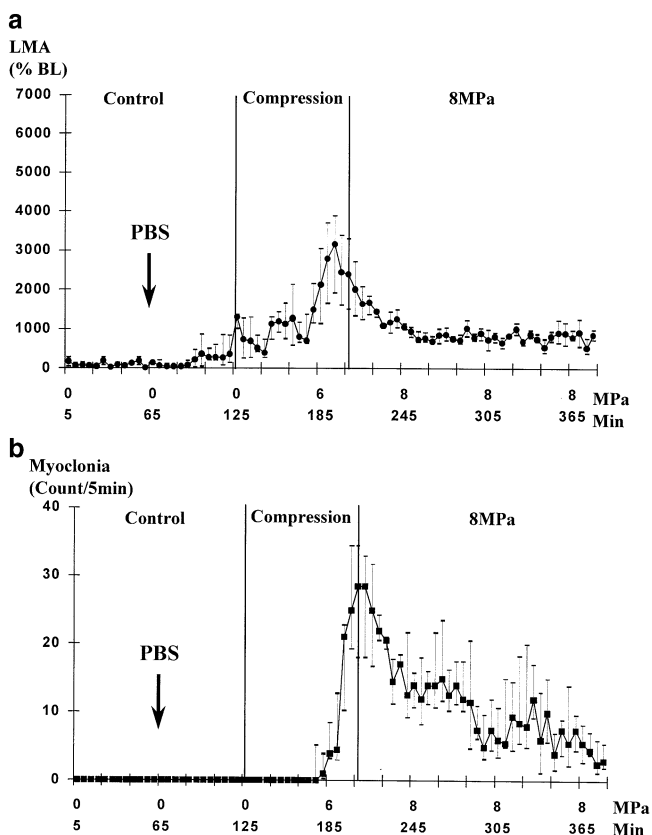 a
LMA
(% BL)
7000
6000
5000
4000
3000
2000
1000
0
Control
Compression
8MPa
PBS
0 0 0 6 8 8 8 MPa
5 65 125 185 245 305 365 Min
b
Myoclonia
(Count/5min)
40
30
20
10
0
Control
Compression
8MPa
PBS
0 0 0 6 8 8 8 MPa
5 65 125 185 245 305 365 Min